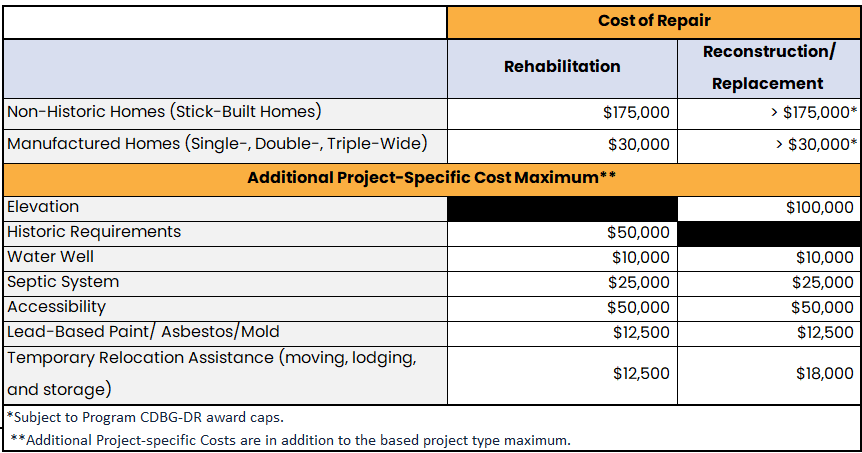 Cost of Repair
Rehabilitation
Reconstruction/
Replacement
Non-Historic Homes (Stick-Built Homes) $175,000 > $175,000*
Manufactured Homes (Single-, Double-, Triple-Wide) $30,000 > $30,000*
Additional Project-Specific Cost Maximum**
Elevation $100,000
Historic Requirements $50,000
Water Well $10,000 $10,000
Septic System $25,000 $25,000
Accessibility $50,000 $50,000
Lead-Based Paint/ Asbestos/Mold $12,500 $12,500
Temporary Relocation Assistance (moving, lodging,
and storage) $12,500 $18,000
*Subject to Program CDBG-DR award caps.
**Additional Project-specific Costs are in addition to the based project type maximum.